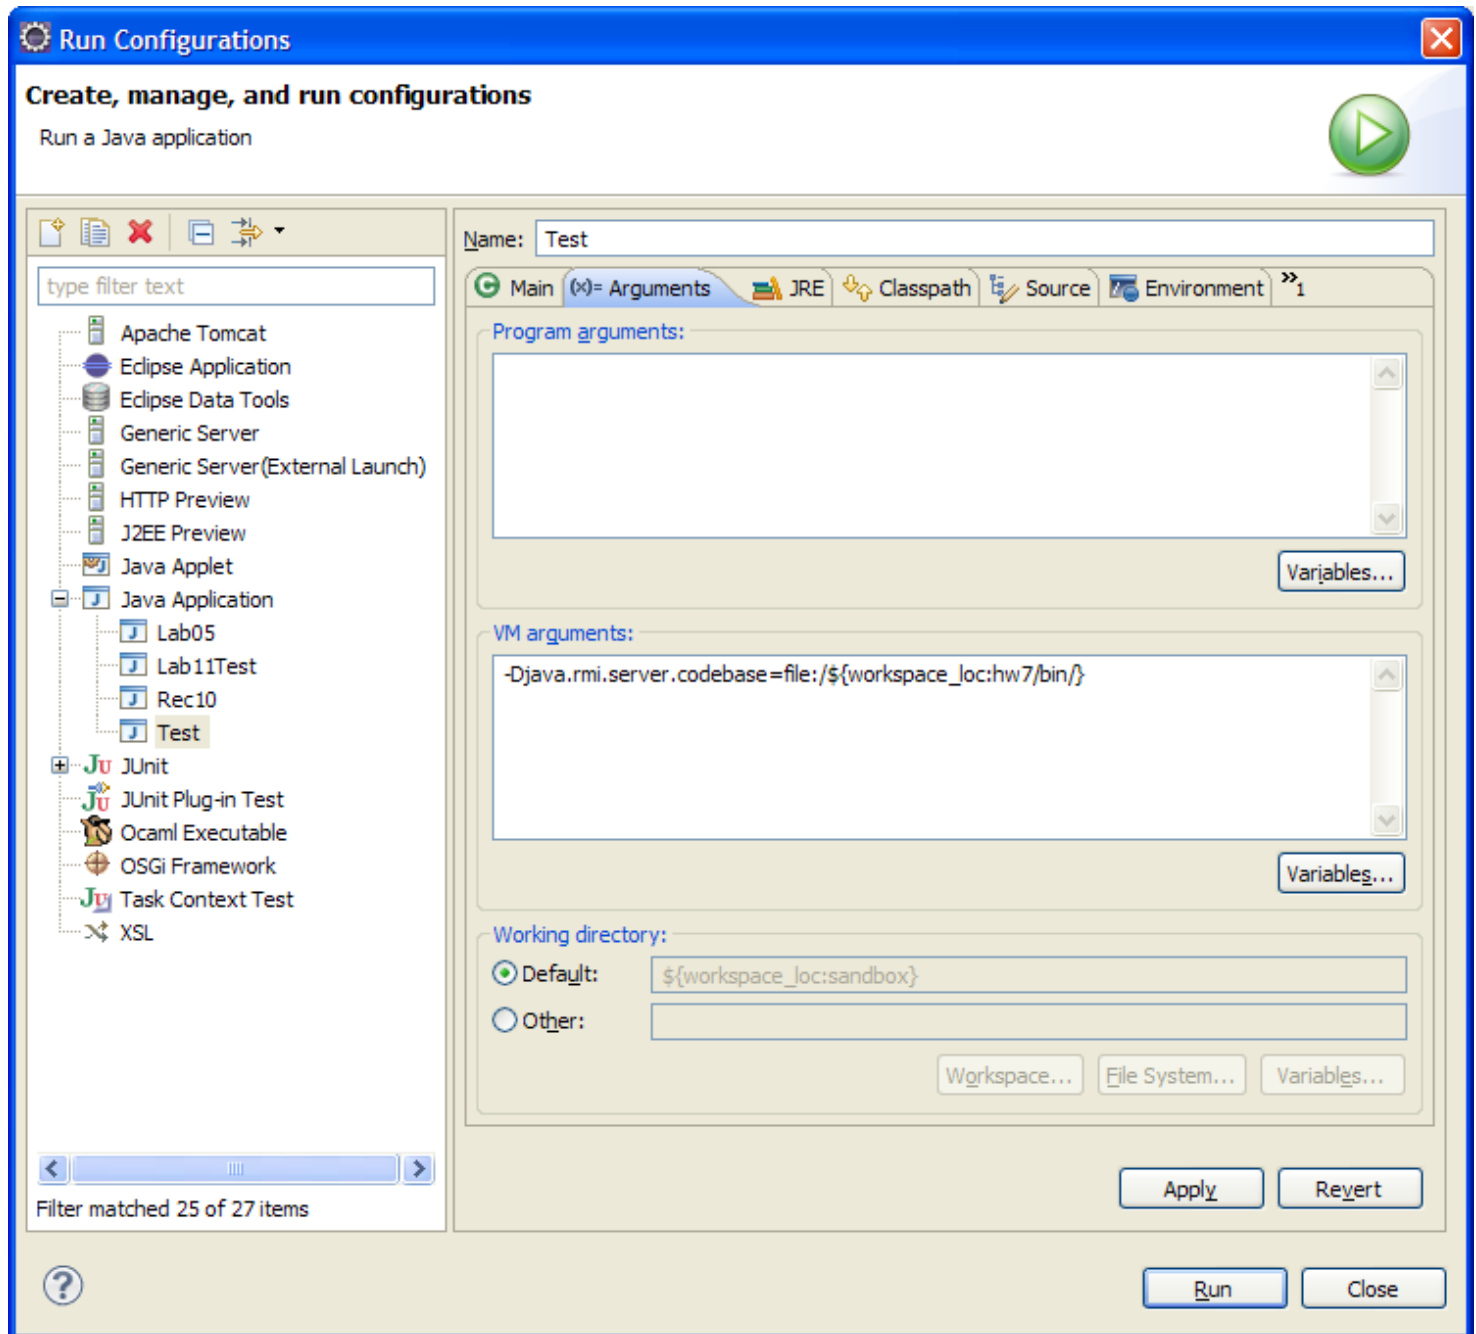 Run Configurations
Create, manage, and run configurations
Run a Java application
Name: Test
type filter text
Main (x)= Arguments JRE Classpath Source Environment »1
Apache Tomcat
Eclipse Application
Eclipse Data Tools
Generic Server
Generic Server(External Launch)
HTTP Preview
J2EE Preview
Java Applet
Java Application
Lab05
Lab11Test
Rec10
Test
JU JUnit
JU JUnit Plug-in Test
Ocaml Executable
OSGi Framework
JU Task Context Test
XSL
Filter matched 25 of 27 items
Program arguments:
Variables...
VM arguments:
-Djava.rmi.server.codebase=file:/${workspace_loc:hw7/bin/}
Variables...
Working directory:
Default: ${workspace_loc:sandbox}
Other:
Workspace... File System... Variables...
Apply Revert
? Run Close